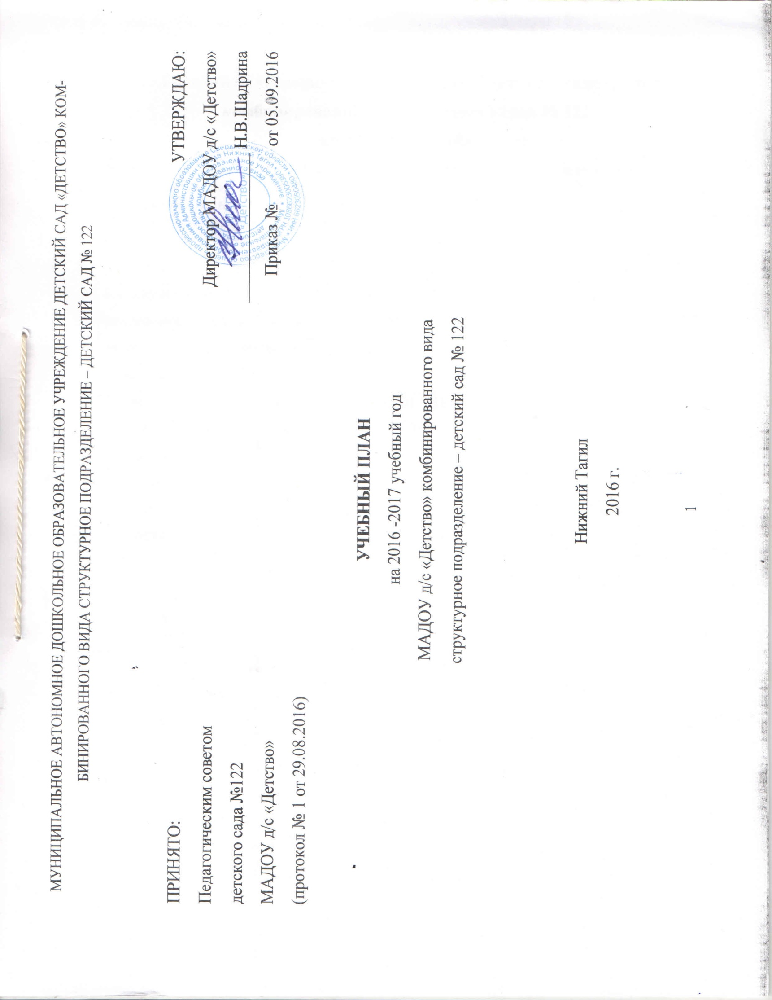 МУНИЦИПАЛЬНОЕ АВТОНОМНОЕ ДОШКОЛЬНОЕ ОБРАЗОВАТЕЛЬНОЕ УЧРЕЖДЕНИЕ ДЕТСКИЙ САД «ДЕТСТВО» КОМ-
БИНИРОВАННОГО ВИДА СТРУКТУРНОЕ ПОДРАЗДЕЛЕНИЕ – ДЕТСКИЙ САД № 122
ПРИНЯТО:
Педагогическим советом
детского сада №122
МАДОУ д/с «Детство»
(протокол № 1 от 29.08.2016)
УТВЕРЖДАЮ:
Директор МАДОУ д/с «Детство»
Н.В.Шадрина
Приказ № от 05.09.2016
УЧЕБНЫЙ ПЛАН
на 2016 -2017 учебный год
МАДОУ д/с «Детство» комбинированного вида
структурное подразделение – детский сад № 122
Нижний Тагил
2016 г.
1